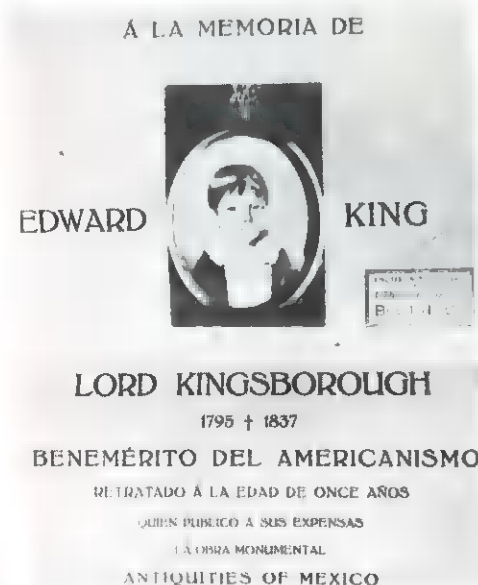 Á LA MEMORIA DE
EDWARD KING
LORD KINGSBOROUGH
1795 † 1837
BENEMÉRITO DEL AMERICANISMO
RETRATADO Á LA EDAD DE ONCE AÑOS
QUIEN PUBLICO A SUS EXPENSAS
LA OBRA MONUMENTAL
ANTIQUITIES OF MEXICO